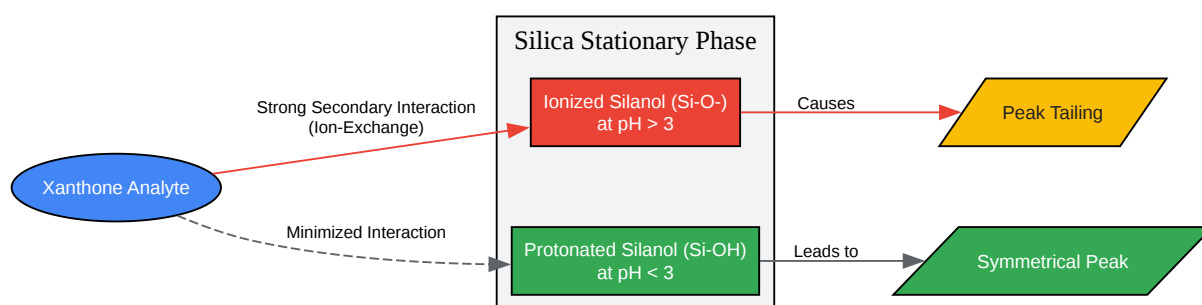 Silica Stationary Phase
Strong Secondary Interaction
(Ion-Exchange)
Ionized Silanol (Si-O-)
at pH > 3
Causes
Peak Tailing
Xanthone Analyte
Minimized Interaction
Protonated Silanol (Si-OH)
at pH < 3
Leads to
Symmetrical Peak